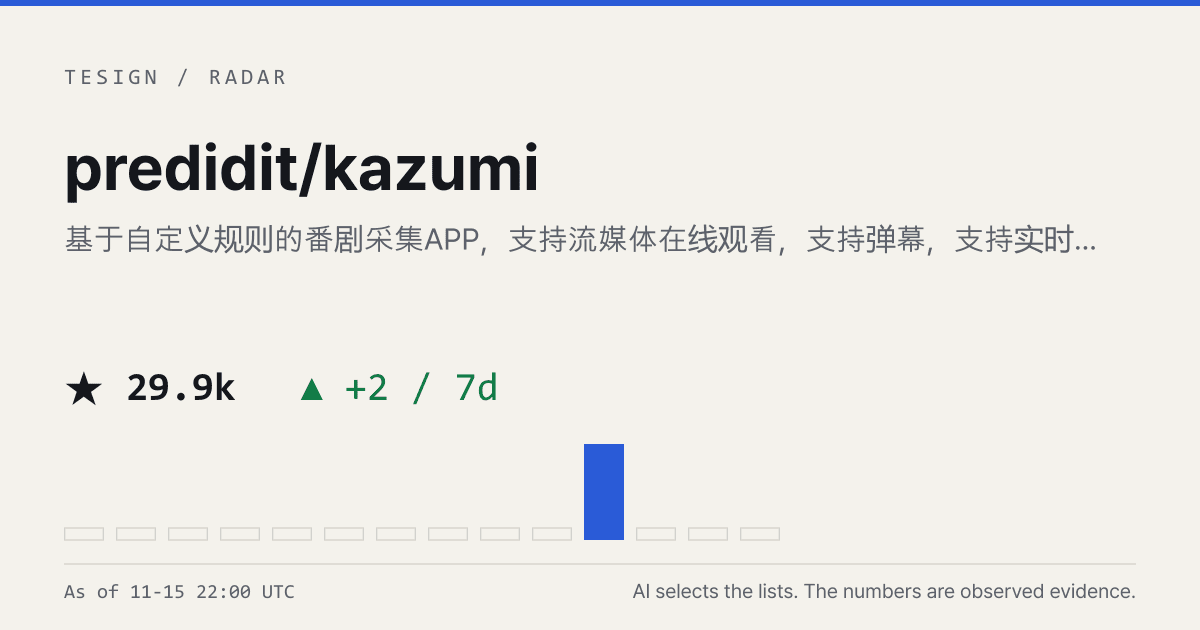 TESIGN / RADAR
predidit/kazumi
基于自定义规则的番剧采集APP，支持流媒体在线观看，支持弹幕，支持实时...
★ 29.9k ▲ +2 / 7d
As of 11-15 22:00 UTC
AI selects the lists. The numbers are observed evidence.